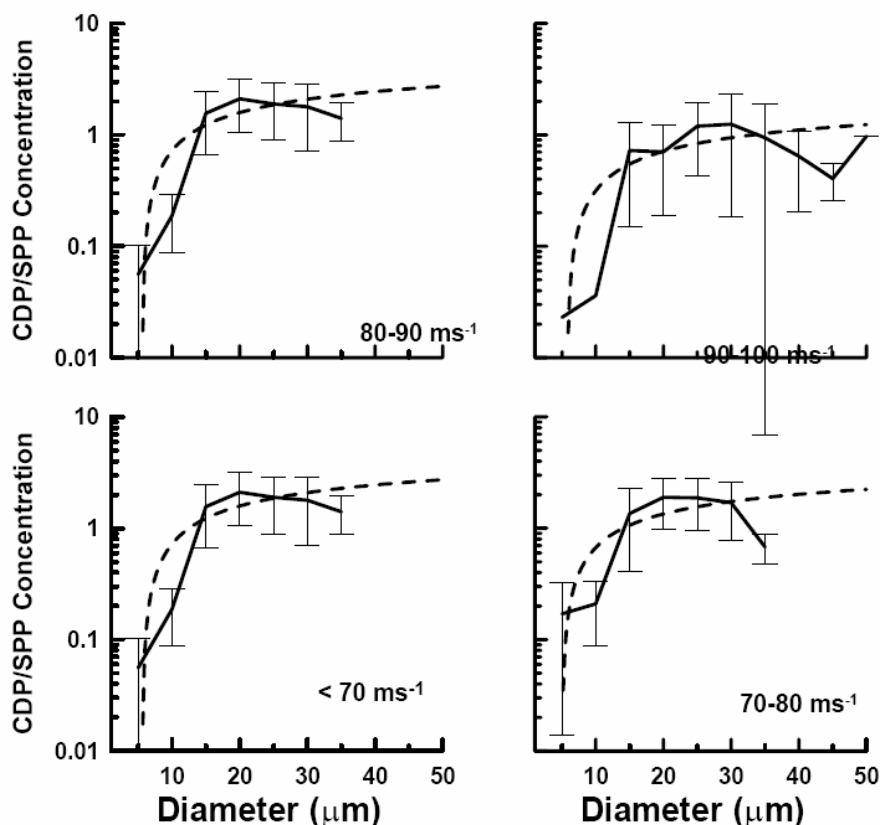 CDP/SPP Concentration
10
1
0.1
0.01
80-90 ms-1
90-100 ms-1
CDP/SPP Concentration
10
1
0.1
0.01
< 70 ms-1
70-80 ms-1
10 20 30 40 50 10 20 30 40 50
Diameter (μm) Diameter (μm)